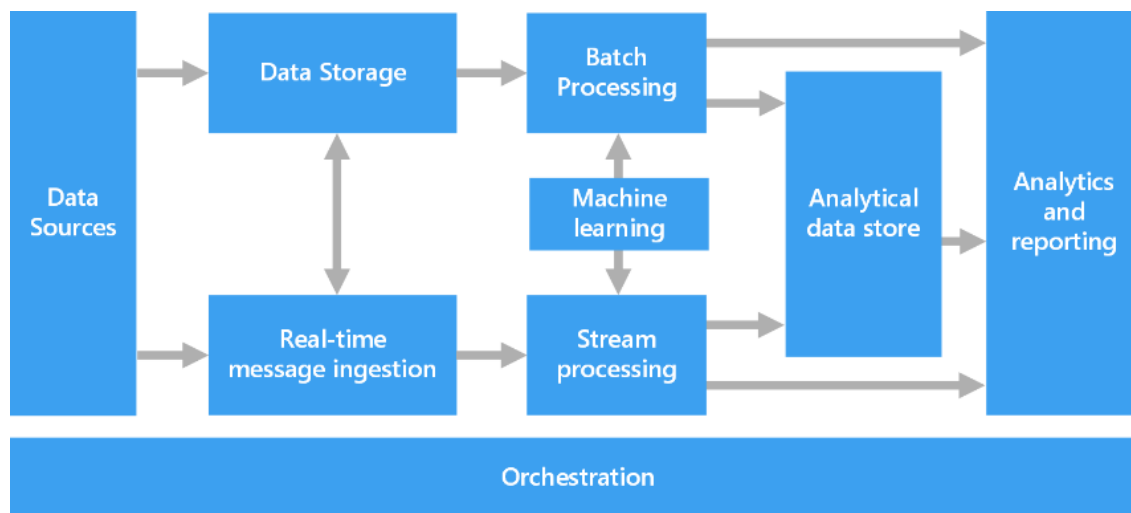 Data
Sources
Data Storage
Real-time
message ingestion
Batch
Processing
Machine
learning
Stream
processing
Analytical
data store
Analytics
and
reporting
Orchestration